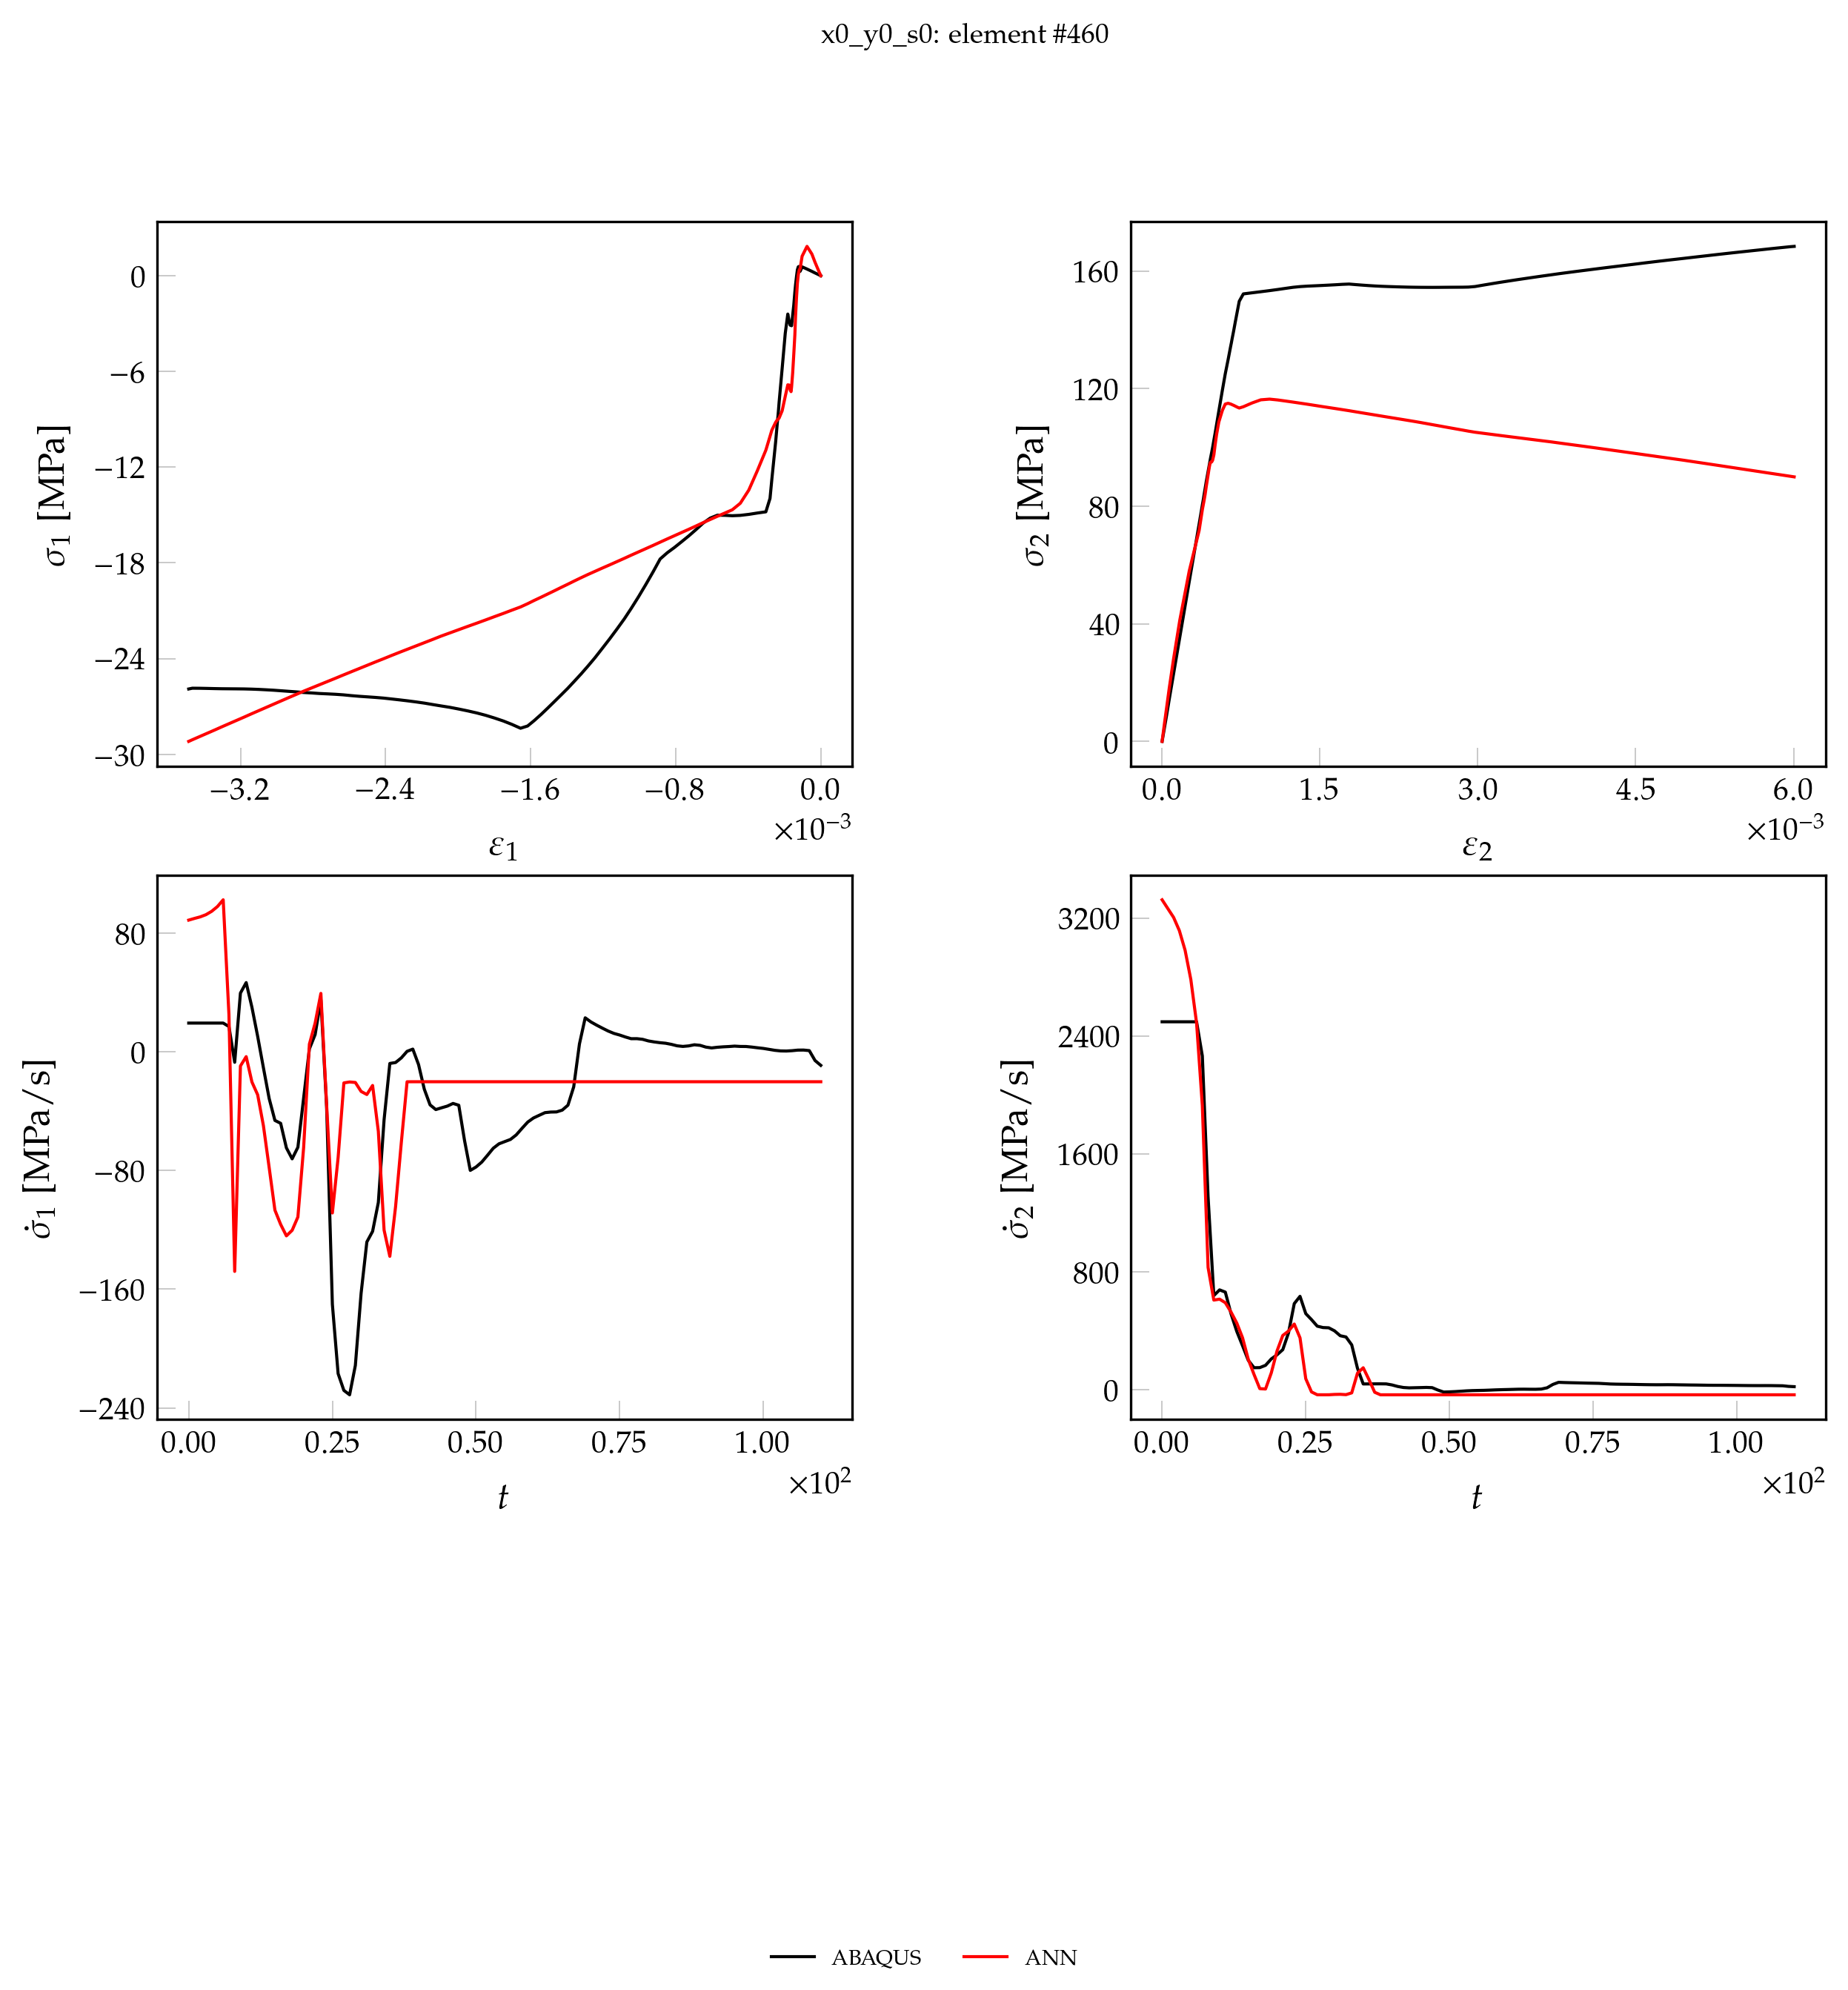 x0_y0_s0: element #460
σ1 [MPa]
0
−6
−12
−18
−24
−30
−3.2 −2.4 −1.6 −0.8 0.0
×10−3
ε1
σ2 [MPa]
160
120
80
40
0
0.0 1.5 3.0 4.5 6.0
×10−3
ε2
σ̇1 [MPa/s]
80
0
−80
−160
−240
0.00 0.25 0.50 0.75 1.00
×102
t
σ̇2 [MPa/s]
3200
2400
1600
800
0
0.00 0.25 0.50 0.75 1.00
×102
t
ABAQUS ANN